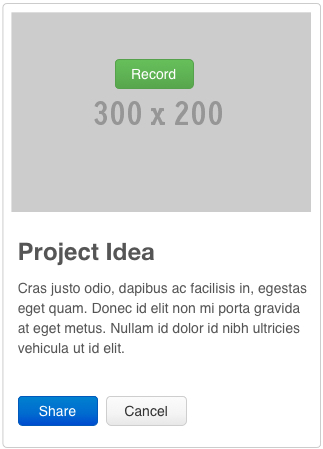 Record
300 x 200
Project Idea
Cras justo odio, dapibus ac facilisis in, egestas
eget quam. Donec id elit non mi porta gravida
at eget metus. Nullam id dolor id nibh ultricies
vehicula ut id elit.
Share
Cancel